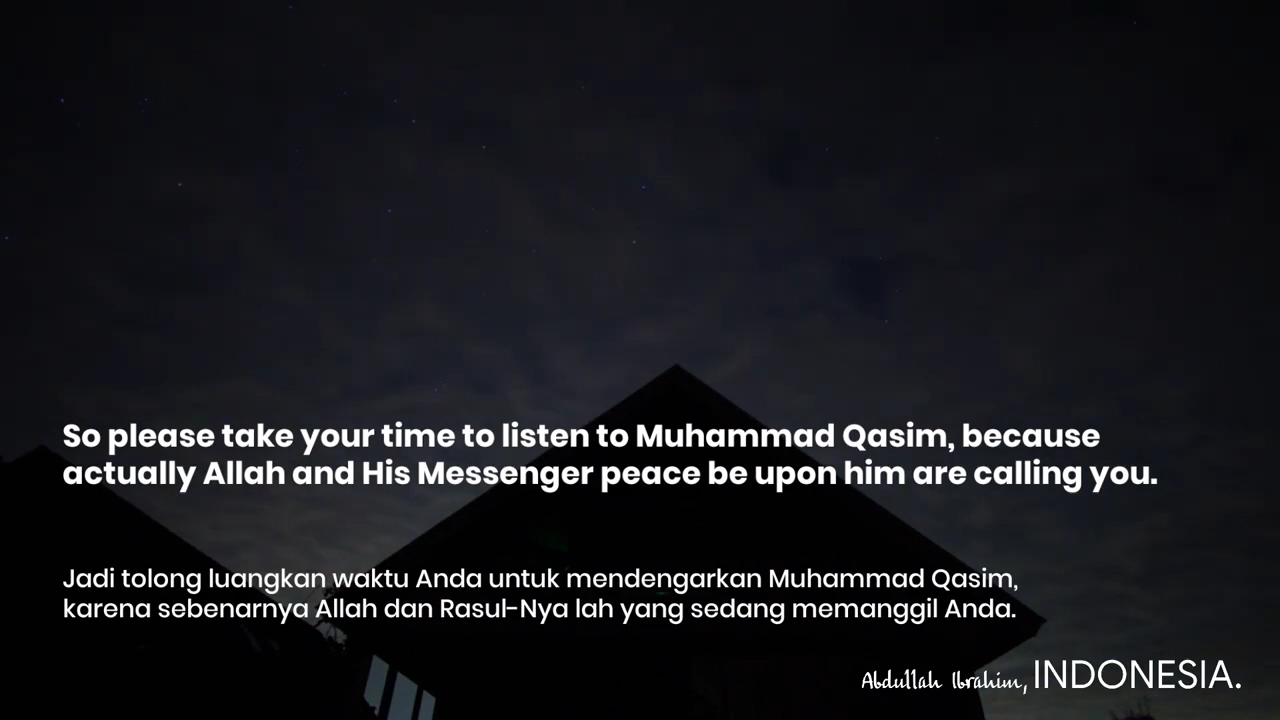 So please take your time to listen to Muhammad Qasim, because
actually Allah and His Messenger peace be upon him are calling you.
Jadi tolong luangkan waktu Anda untuk mendengarkan Muhammad Qasim,
karena sebenarnya Allah dan Rasul-Nya lah yang sedang memanggil Anda.
Abdullah Ibrahim, INDONESIA.